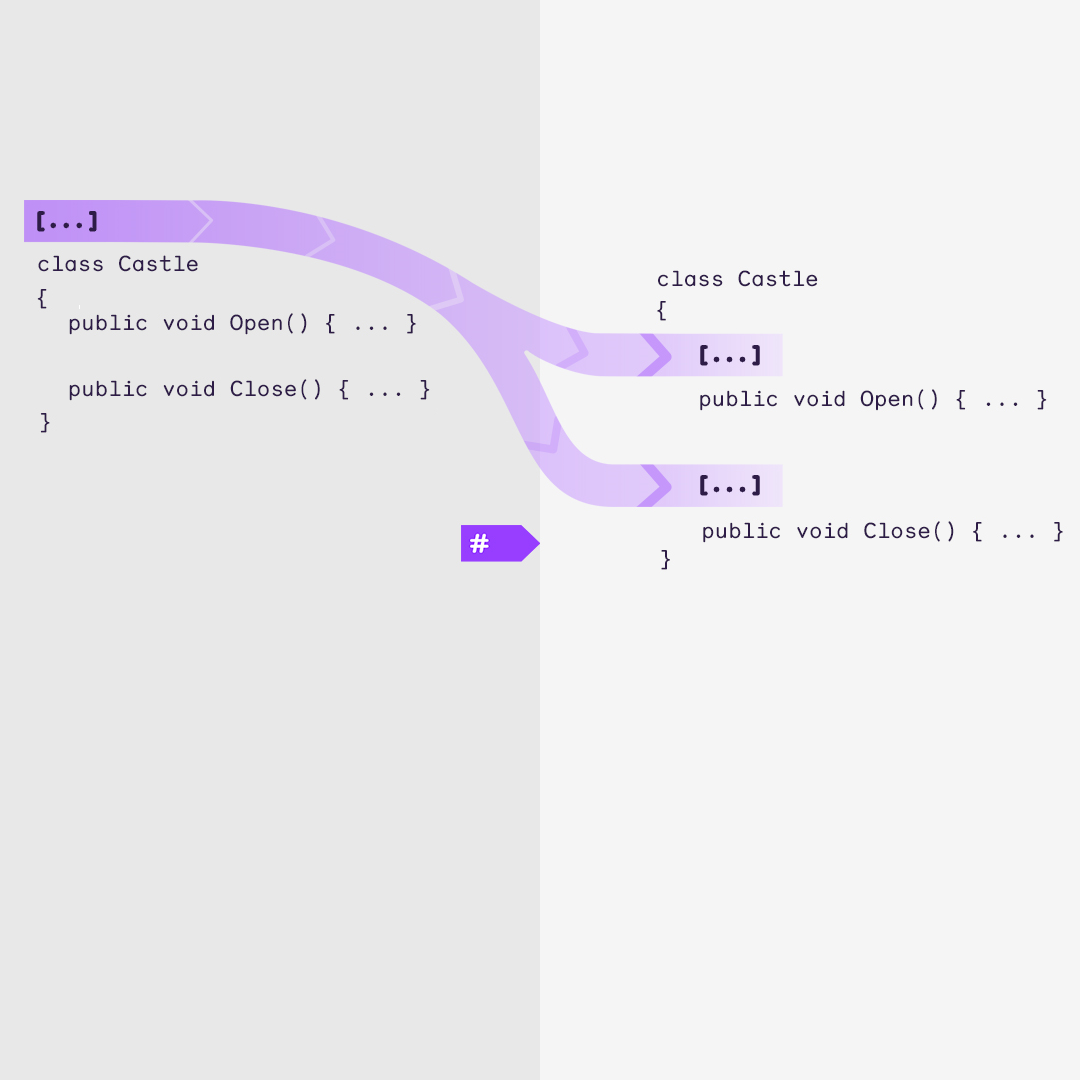 [...]
class Castle
{
public void Open() { ... }
public void Close() { ... }
}
#
class Castle
{
[...]
public void Open() { ... }
[...]
public void Close() { ... }
}